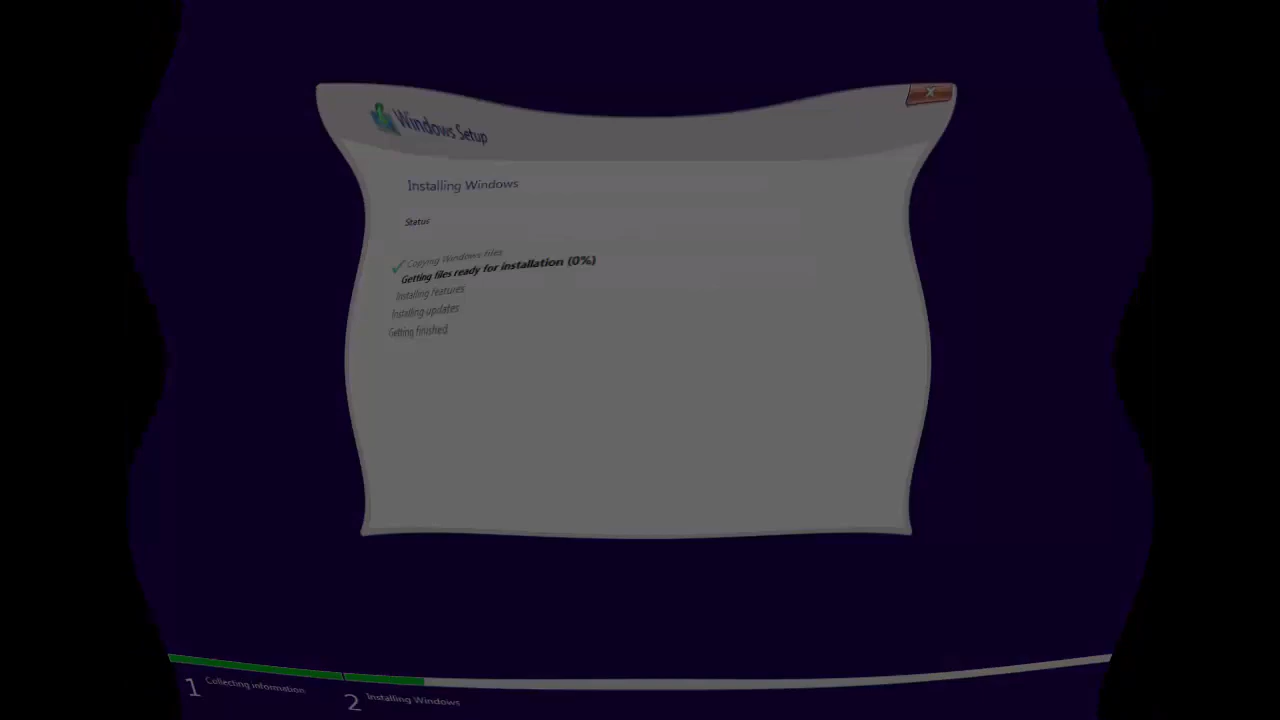 Windows Setup
Installing Windows
Status
Copying Windows files
Getting files ready for installation (0%)
Installing features
Installing updates
Getting finished
1 Collecting information
2 Installing Windows